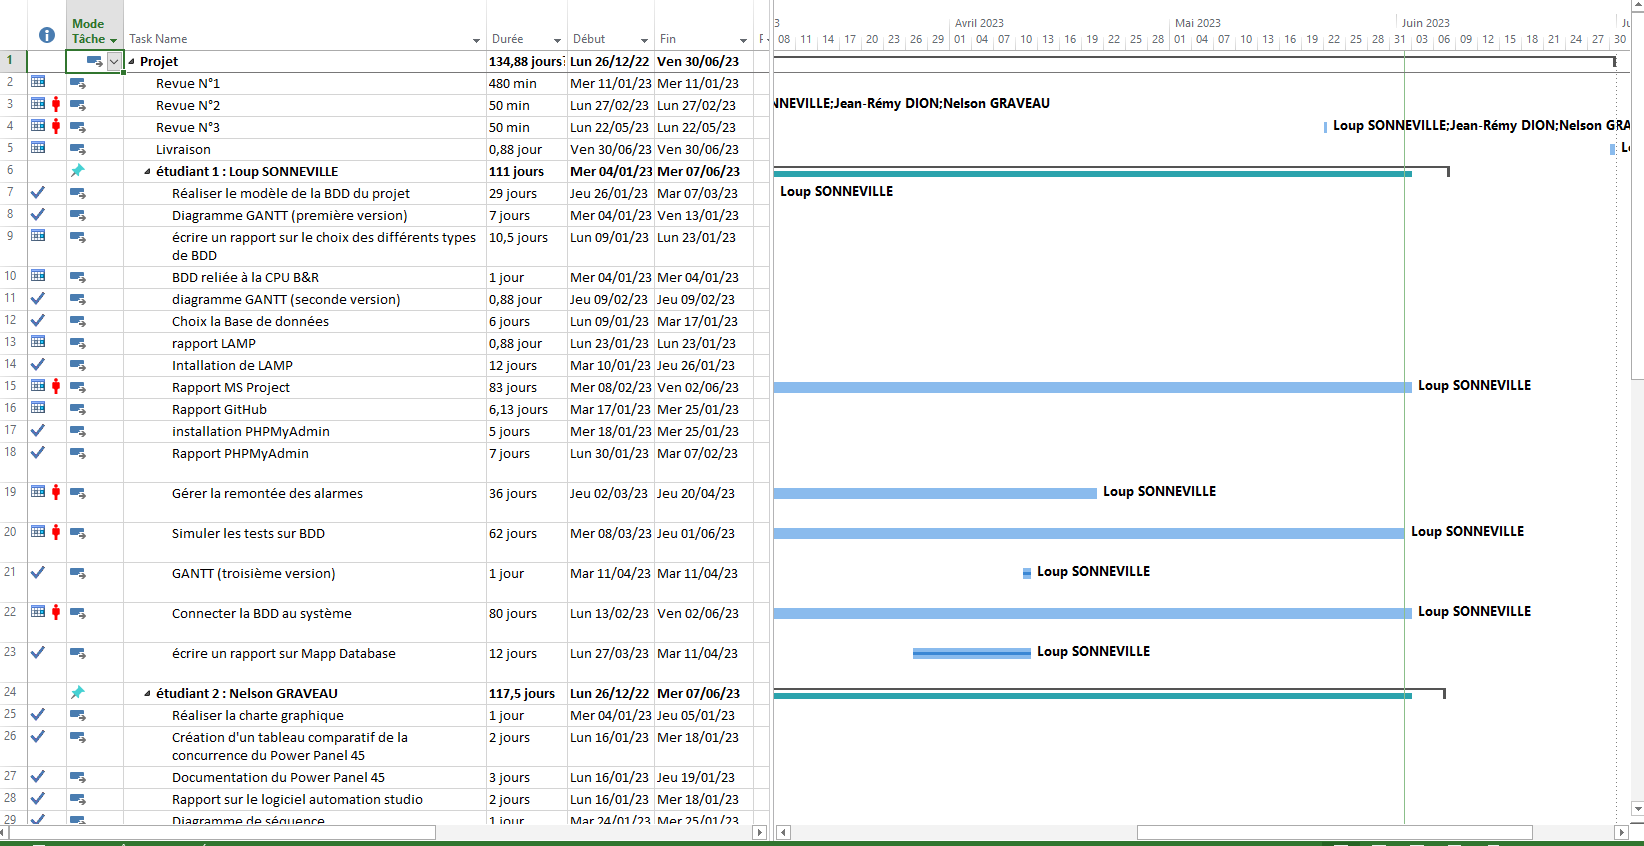 3 Avril 2023 Mai 2023 Juin 2023
Mode Tâche Task Name Durée Début Fin
08 11 14 17 20 23 26 29 01 04 07 10 13 16 19 22 25 28 01 04 07 10 13 16 19 22 25 28 31 03 06 09 12 15 18 21 24 27 30
1 Projet 134,88 jours? Lun 26/12/22 Ven 30/06/23
2 Revue N°1 480 min Mer 11/01/23 Mer 11/01/23
3 Revue N°2 50 min Lun 27/02/23 Lun 27/02/23 NNEVILLE;Jean-Rémy DION;Nelson GRAVEAU
4 Revue N°3 50 min Lun 22/05/23 Lun 22/05/23 Loup SONNEVILLE;Jean-Rémy DION;Nelson GRA
5 Livraison 0,88 jour Ven 30/06/23 Ven 30/06/23
6 étudiant 1 : Loup SONNEVILLE 111 jours Mer 04/01/23 Mer 07/06/23
7 Réaliser le modèle de la BDD du projet 29 jours Jeu 26/01/23 Mar 07/03/23 Loup SONNEVILLE
8 Diagramme GANTT (première version) 7 jours Mer 04/01/23 Ven 13/01/23
9 écrire un rapport sur le choix des différents types 10,5 jours Lun 09/01/23 Lun 23/01/23
de BDD
10 BDD reliée à la CPU B&R 1 jour Mer 04/01/23 Mer 04/01/23
11 diagramme GANTT (seconde version) 0,88 jour Jeu 09/02/23 Jeu 09/02/23
12 Choix la Base de données 6 jours Lun 09/01/23 Mar 17/01/23
13 rapport LAMP 0,88 jour Lun 23/01/23 Lun 23/01/23
14 Intallation de LAMP 12 jours Mar 10/01/23 Jeu 26/01/23
15 Rapport MS Project 83 jours Mer 08/02/23 Ven 02/06/23 Loup SONNEVILLE
16 Rapport GitHub 6,13 jours Mar 17/01/23 Mer 25/01/23
17 installation PHPMyAdmin 5 jours Mer 18/01/23 Mer 25/01/23
18 Rapport PHPMyAdmin 7 jours Lun 30/01/23 Mar 07/02/23
19 Gérer la remontée des alarmes 36 jours Jeu 02/03/23 Jeu 20/04/23 Loup SONNEVILLE
20 Simuler les tests sur BDD 62 jours Mer 08/03/23 Jeu 01/06/23 Loup SONNEVILLE
21 GANTT (troisième version) 1 jour Mar 11/04/23 Mar 11/04/23 Loup SONNEVILLE
22 Connecter la BDD au système 80 jours Lun 13/02/23 Ven 02/06/23 Loup SONNEVILLE
23 écrire un rapport sur Mapp Database 12 jours Lun 27/03/23 Mar 11/04/23 Loup SONNEVILLE
24 étudiant 2 : Nelson GRAVEAU 117,5 jours Lun 26/12/22 Mer 07/06/23
25 Réaliser la charte graphique 1 jour Mer 04/01/23 Jeu 05/01/23
26 Création d'un tableau comparatif de la 2 jours Lun 16/01/23 Mer 18/01/23
concurrence du Power Panel 45
27 Documentation du Power Panel 45 3 jours Lun 16/01/23 Jeu 19/01/23
28 Rapport sur le logiciel automation studio 2 jours Lun 16/01/23 Mer 18/01/23
29 Diagramme de séquence 1 jour Mar 24/01/23 Mer 25/01/23